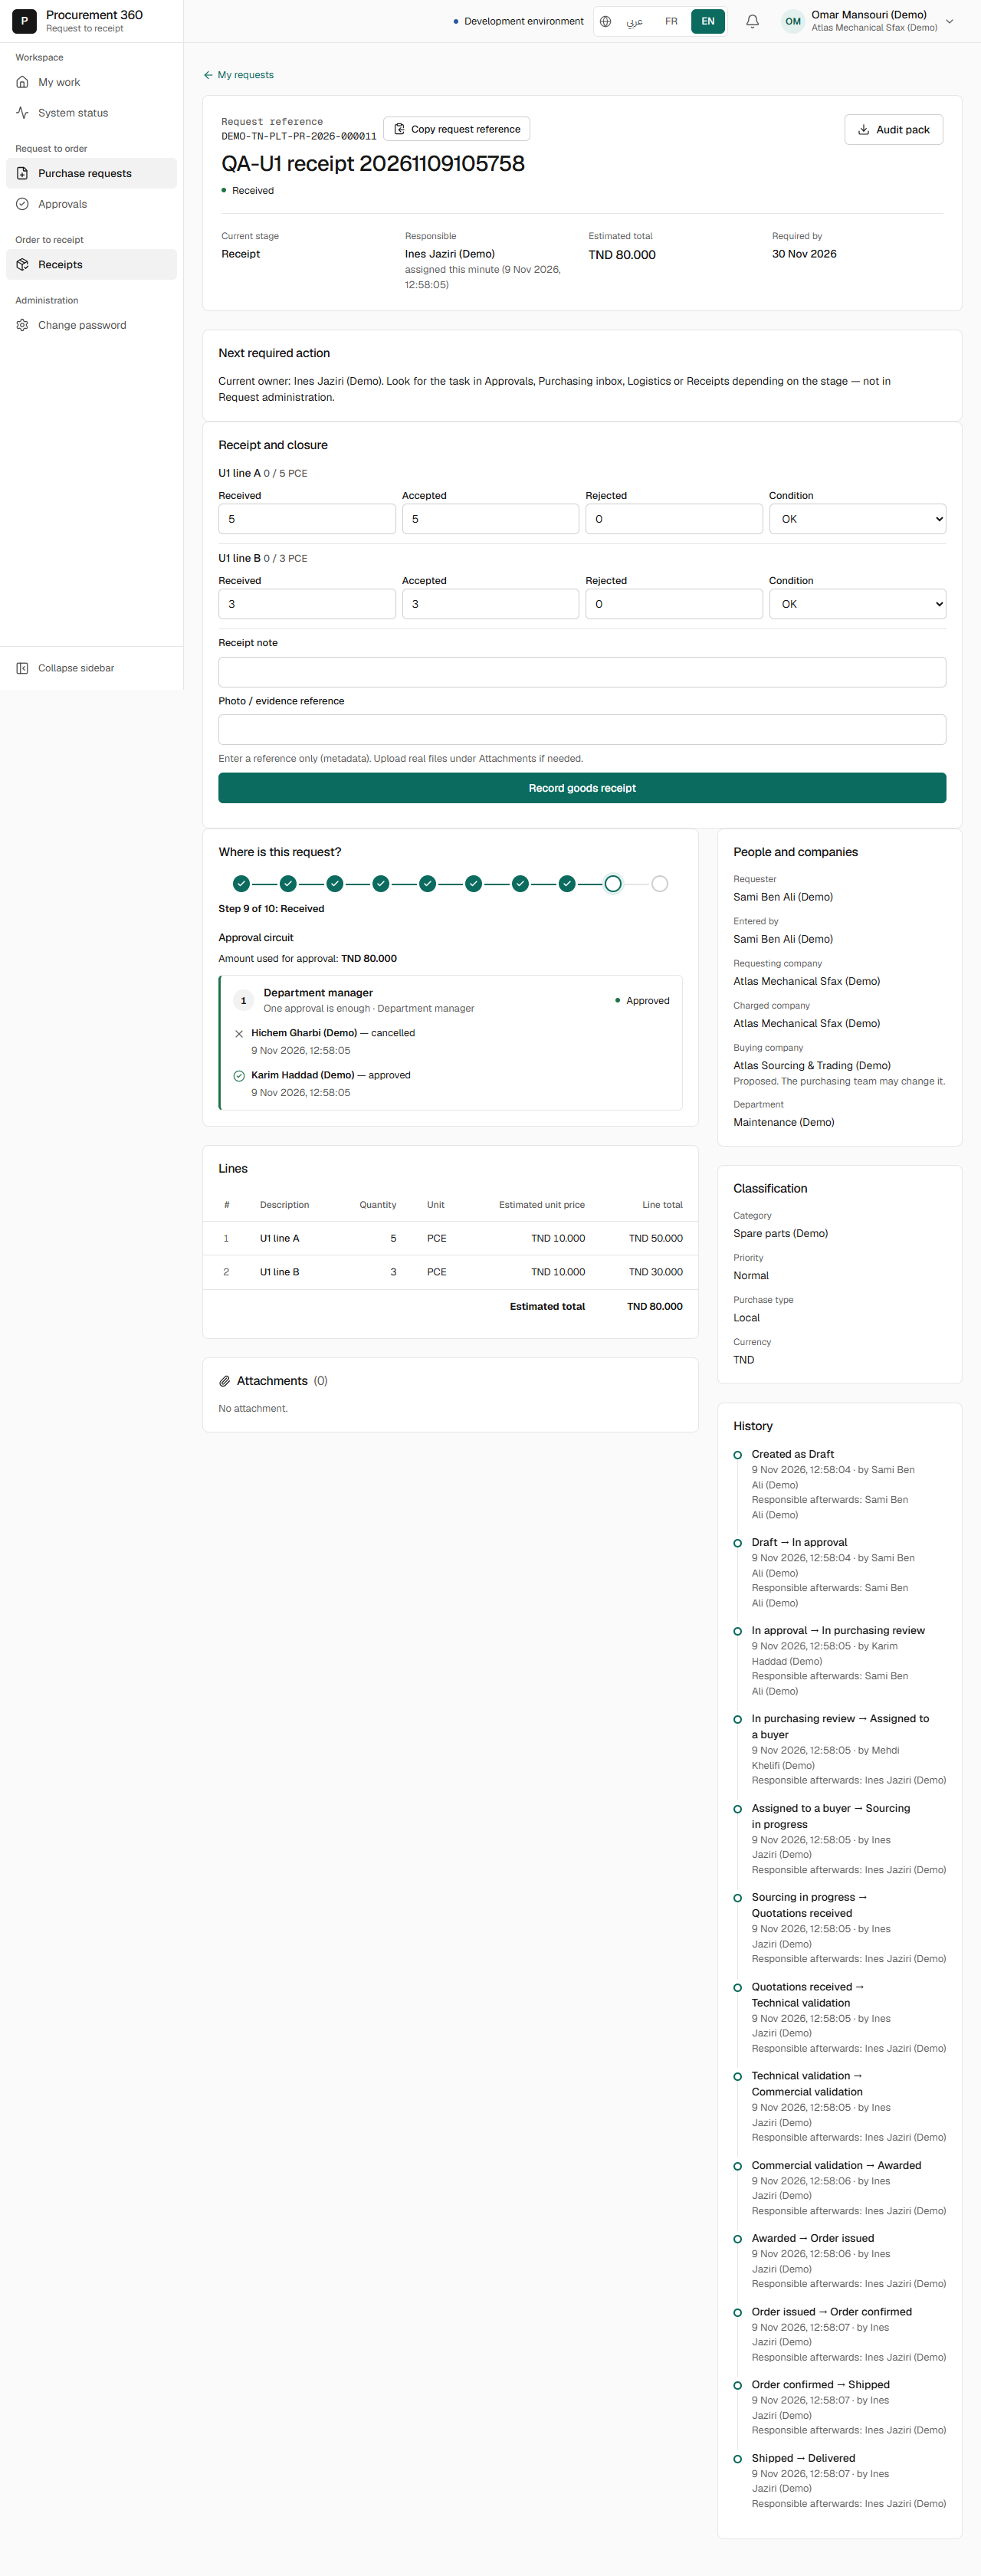 P
Procurement 360
Request to receipt
Development environment
عربي
FR
EN
OM
Omar Mansouri (Demo)
Atlas Mechanical Sfax (Demo)
Workspace
My work
System status
Request to order
Purchase requests
Approvals
Order to receipt
Receipts
Administration
Change password
Collapse sidebar
My requests
Request reference
DEMO-TN-PLT-PR-2026-000011
Copy request reference
Audit pack
QA-U1 receipt 20261109105758
Received
Current stage
Receipt
Responsible
Ines Jaziri (Demo)
assigned this minute (9 Nov 2026,
12:58:05)
Estimated total
TND 80.000
Required by
30 Nov 2026
Next required action
Current owner: Ines Jaziri (Demo). Look for the task in Approvals, Purchasing inbox, Logistics or Receipts depending on the stage — not in
Request administration.
Receipt and closure
U1 line A 0 / 5 PCE
Received Accepted Rejected Condition
5 5 0 OK
U1 line B 0 / 3 PCE
Received Accepted Rejected Condition
3 3 0 OK
Receipt note
Photo / evidence reference
Enter a reference only (metadata). Upload real files under Attachments if needed.
Record goods receipt
Where is this request?
Step 9 of 10: Received
Approval circuit
Amount used for approval: TND 80.000
1
Department manager
One approval is enough · Department manager
Approved
Hichem Gharbi (Demo) — cancelled
9 Nov 2026, 12:58:05
Karim Haddad (Demo) — approved
9 Nov 2026, 12:58:05
Lines
# Description Quantity Unit Estimated unit price Line total
1 U1 line A 5 PCE TND 10.000 TND 50.000
2 U1 line B 3 PCE TND 10.000 TND 30.000
Estimated total TND 80.000
Attachments (0)
No attachment.
People and companies
Requester
Sami Ben Ali (Demo)
Entered by
Sami Ben Ali (Demo)
Requesting company
Atlas Mechanical Sfax (Demo)
Charged company
Atlas Mechanical Sfax (Demo)
Buying company
Atlas Sourcing & Trading (Demo)
Proposed. The purchasing team may change it.
Department
Maintenance (Demo)
Classification
Category
Spare parts (Demo)
Priority
Normal
Purchase type
Local
Currency
TND
History
Created as Draft
9 Nov 2026, 12:58:04 · by Sami Ben
Ali (Demo)
Responsible afterwards: Sami Ben
Ali (Demo)
Draft → In approval
9 Nov 2026, 12:58:04 · by Sami Ben
Ali (Demo)
Responsible afterwards: Sami Ben
Ali (Demo)
In approval → In purchasing review
9 Nov 2026, 12:58:05 · by Karim
Haddad (Demo)
Responsible afterwards: Sami Ben
Ali (Demo)
In purchasing review → Assigned to
a buyer
9 Nov 2026, 12:58:05 · by Mehdi
Khelifi (Demo)
Responsible afterwards: Ines Jaziri (Demo)
Assigned to a buyer → Sourcing
in progress
9 Nov 2026, 12:58:05 · by Ines
Jaziri (Demo)
Responsible afterwards: Ines Jaziri (Demo)
Sourcing in progress →
Quotations received
9 Nov 2026, 12:58:05 · by Ines
Jaziri (Demo)
Responsible afterwards: Ines Jaziri (Demo)
Quotations received →
Technical validation
9 Nov 2026, 12:58:05 · by Ines
Jaziri (Demo)
Responsible afterwards: Ines Jaziri (Demo)
Technical validation →
Commercial validation
9 Nov 2026, 12:58:05 · by Ines
Jaziri (Demo)
Responsible afterwards: Ines Jaziri (Demo)
Commercial validation → Awarded
9 Nov 2026, 12:58:06 · by Ines
Jaziri (Demo)
Responsible afterwards: Ines Jaziri (Demo)
Awarded → Order issued
9 Nov 2026, 12:58:06 · by Ines
Jaziri (Demo)
Responsible afterwards: Ines Jaziri (Demo)
Order issued → Order confirmed
9 Nov 2026, 12:58:07 · by Ines
Jaziri (Demo)
Responsible afterwards: Ines Jaziri (Demo)
Order confirmed → Shipped
9 Nov 2026, 12:58:07 · by Ines
Jaziri (Demo)
Responsible afterwards: Ines Jaziri (Demo)
Shipped → Delivered
9 Nov 2026, 12:58:07 · by Ines
Jaziri (Demo)
Responsible afterwards: Ines Jaziri (Demo)